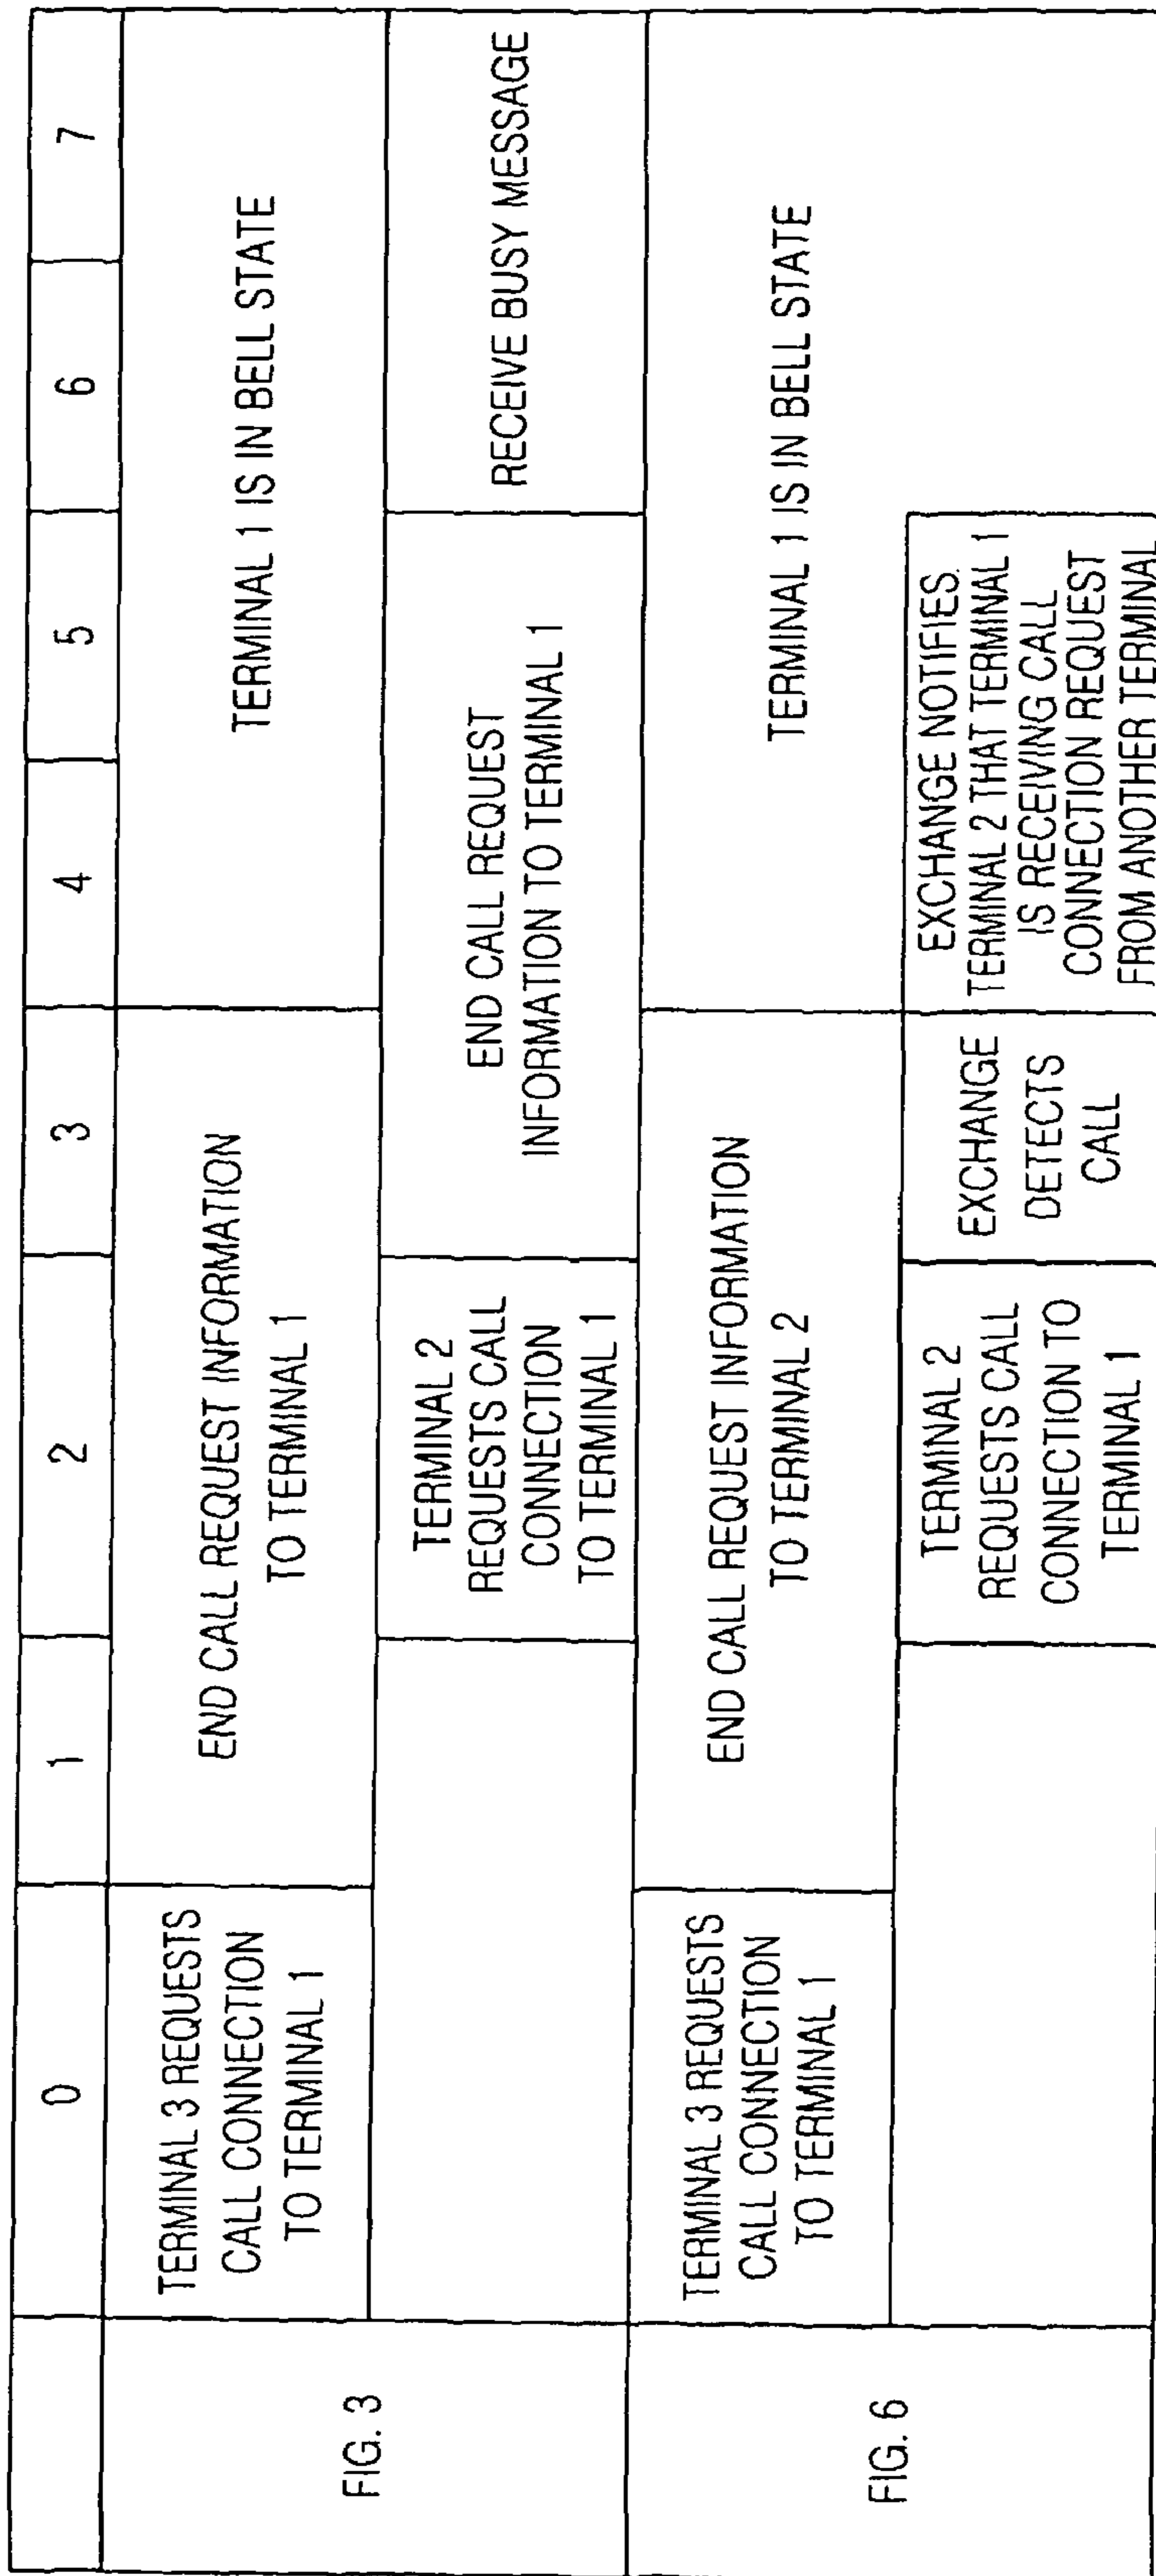 0
1
2
3
4
5
6
7
FIG. 3
TERMINAL 3 REQUESTS
CALL CONNECTION
TO TERMINAL 1
END CALL REQUEST INFORMATION
TO TERMINAL 1
TERMINAL 1 IS IN BELL STATE
TERMINAL 2
REQUESTS CALL
CONNECTION
TO TERMINAL 1
END CALL REQUEST
INFORMATION TO TERMINAL 1
RECEIVE BUSY MESSAGE
FIG. 6
TERMINAL 3 REQUESTS
CALL CONNECTION
TO TERMINAL 1
END CALL REQUEST INFORMATION
TO TERMINAL 2
TERMINAL 1 IS IN BELL STATE
TERMINAL 2
REQUESTS CALL
CONNECTION TO
TERMINAL 1
EXCHANGE
DETECTS
CALL
EXCHANGE NOTIFIES
TERMINAL 2 THAT TERMINAL 1
IS RECEIVING CALL
CONNECTION REQUEST
FROM ANOTHER TERMINAL